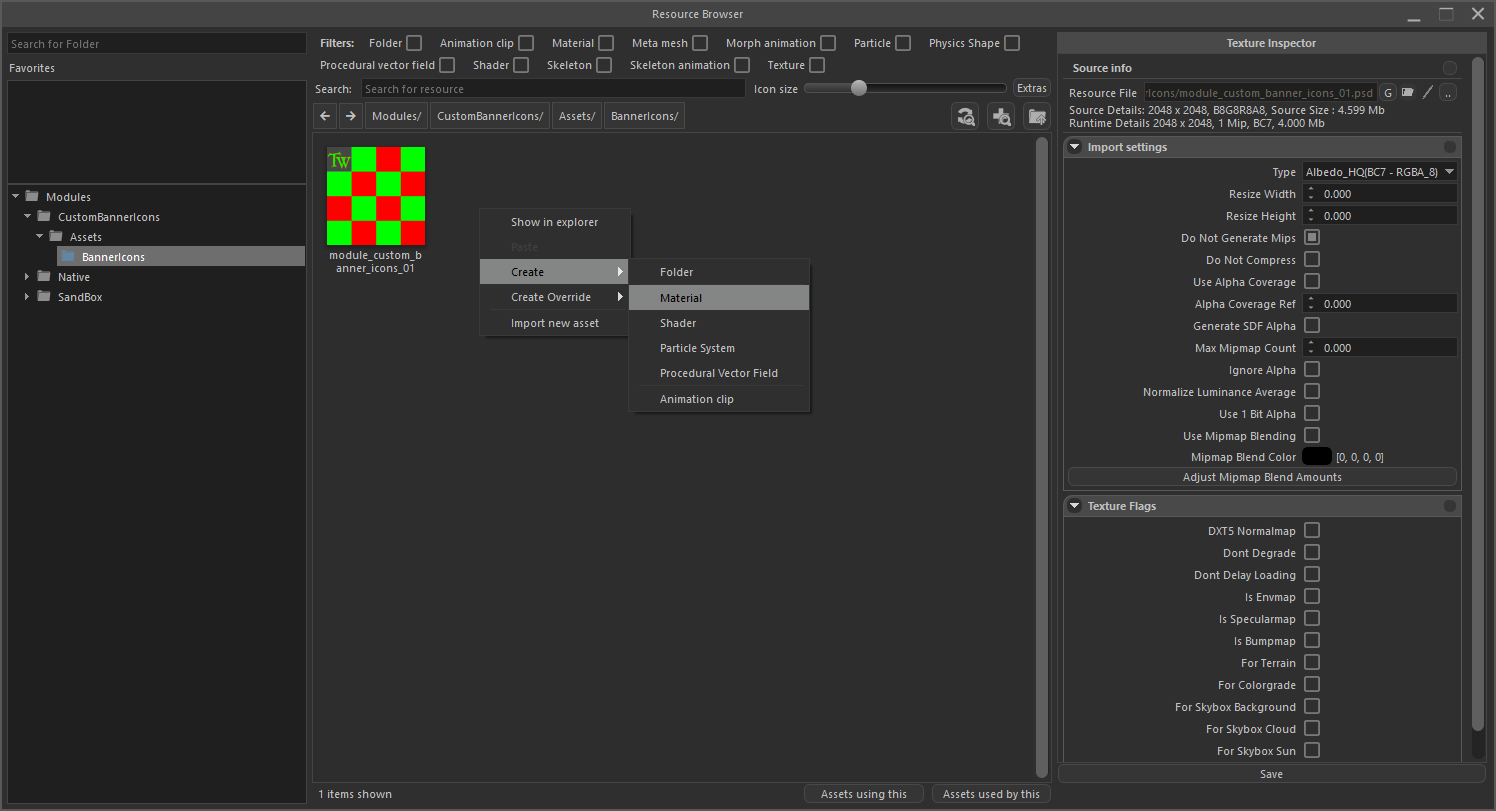 Resource Browser
Search for Folder
Favorites
Modules
CustomBannerIcons
Assets
BannerIcons
Native
SandBox
Filters: Folder Animation clip Material Meta mesh Morph animation Particle Physics Shape
Procedural vector field Shader Skeleton Skeleton animation Texture
Search: Search for resource Icon size Extras
Modules/ CustomBannerIcons/ Assets/ BannerIcons/
TW
module_custom_b
anner_icons_01
Show in explorer
Paste
Create
Create Override
Import new asset
Folder
Material
Shader
Particle System
Procedural Vector Field
Animation clip
1 items shown
Assets using this
Assets used by this
Texture Inspector
Source info
Resource File Icons/module_custom_banner_icons_01.psd G ..
Source Details: 2048 x 2048, B8G8R8A8, Source Size : 4.599 Mb
Runtime Details 2048 x 2048, 1 Mip, BC7, 4.000 Mb
Import settings
Type Albedo_HQ(BC7 - RGBA_8)
Resize Width 0.000
Resize Height 0.000
Do Not Generate Mips
Do Not Compress
Use Alpha Coverage
Alpha Coverage Ref 0.000
Generate SDF Alpha
Max Mipmap Count 0.000
Ignore Alpha
Normalize Luminance Average
Use 1 Bit Alpha
Use Mipmap Blending
Mipmap Blend Color [0, 0, 0, 0]
Adjust Mipmap Blend Amounts
Texture Flags
DXT5 Normalmap
Dont Degrade
Dont Delay Loading
Is Envmap
Is Specularmap
Is Bumpmap
For Terrain
For Colorgrade
For Skybox Background
For Skybox Cloud
For Skybox Sun
Save